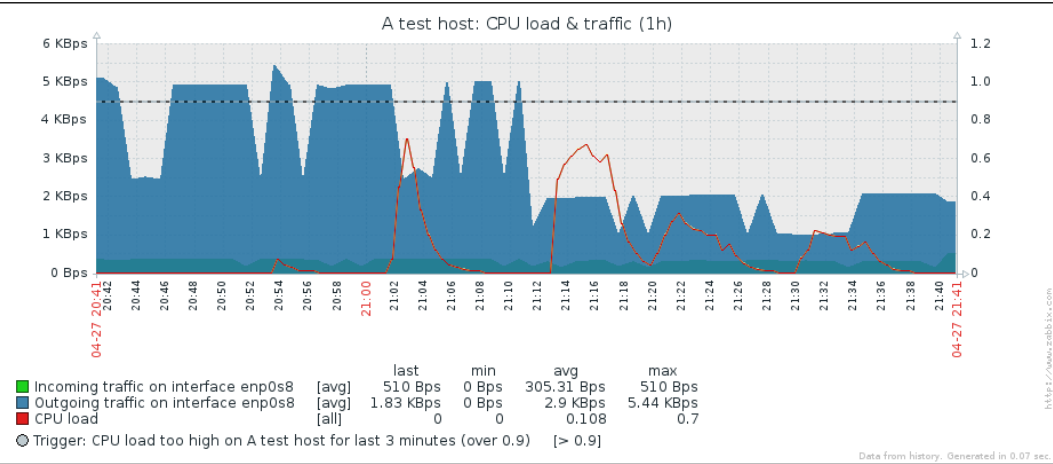 A test host: CPU load & traffic (1h)
6 KBps
5 KBps
4 KBps
3 KBps
2 KBps
1 KBps
0 Bps
1.2
1.0
0.8
0.6
0.4
0.2
0
04-27 20:41
20:42
20:44
20:46
20:48
20:50
20:52
20:54
20:56
20:58
21:00
21:02
21:04
21:06
21:08
21:10
21:12
21:14
21:16
21:18
21:20
21:22
21:24
21:26
21:28
21:30
21:32
21:34
21:36
21:38
21:40
04-27 21:41
last min avg max
Incoming traffic on interface enp0s8 [avg] 510 Bps 0 Bps 305.31 Bps 510 Bps
Outgoing traffic on interface enp0s8 [avg] 1.83 KBps 0 Bps 2.9 KBps 5.44 KBps
CPU load [all] 0 0 0.108 0.7
Trigger: CPU load too high on A test host for last 3 minutes (over 0.9) [> 0.9]
http://www.zabbix.com
Data from history. Generated in 0.07 sec.